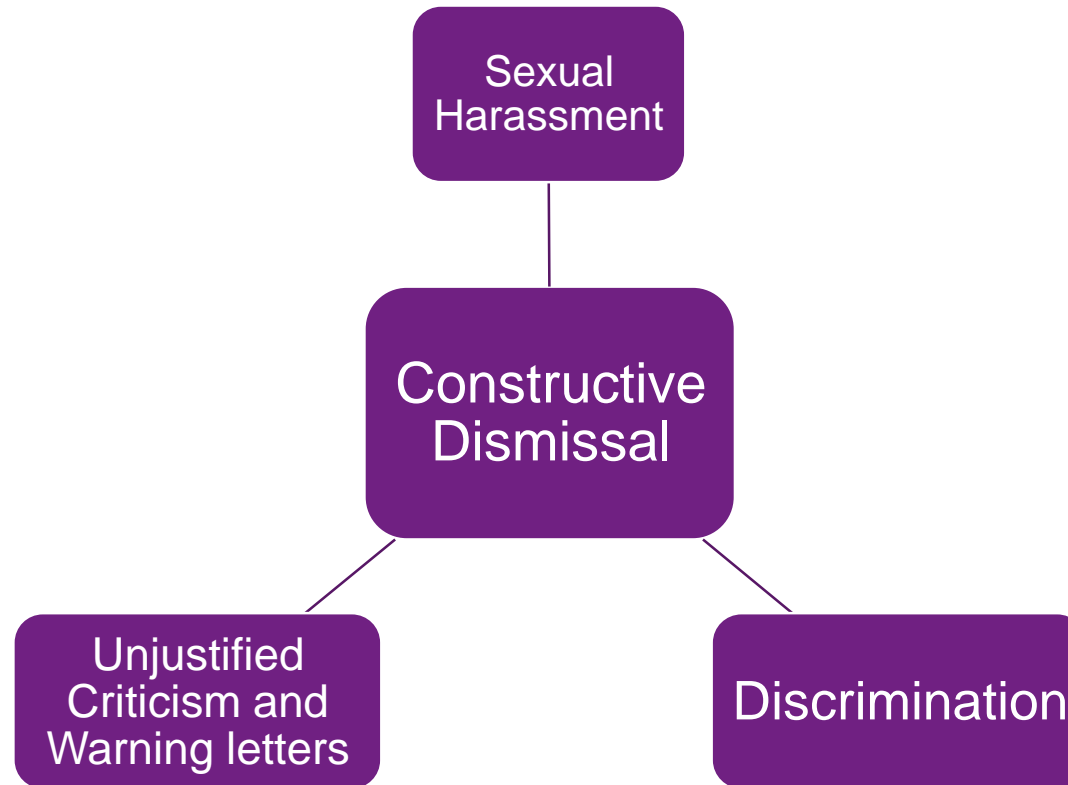 Sexual
Harassment
Constructive
Dismissal
Unjustified
Criticism and
Warning letters
Discrimination